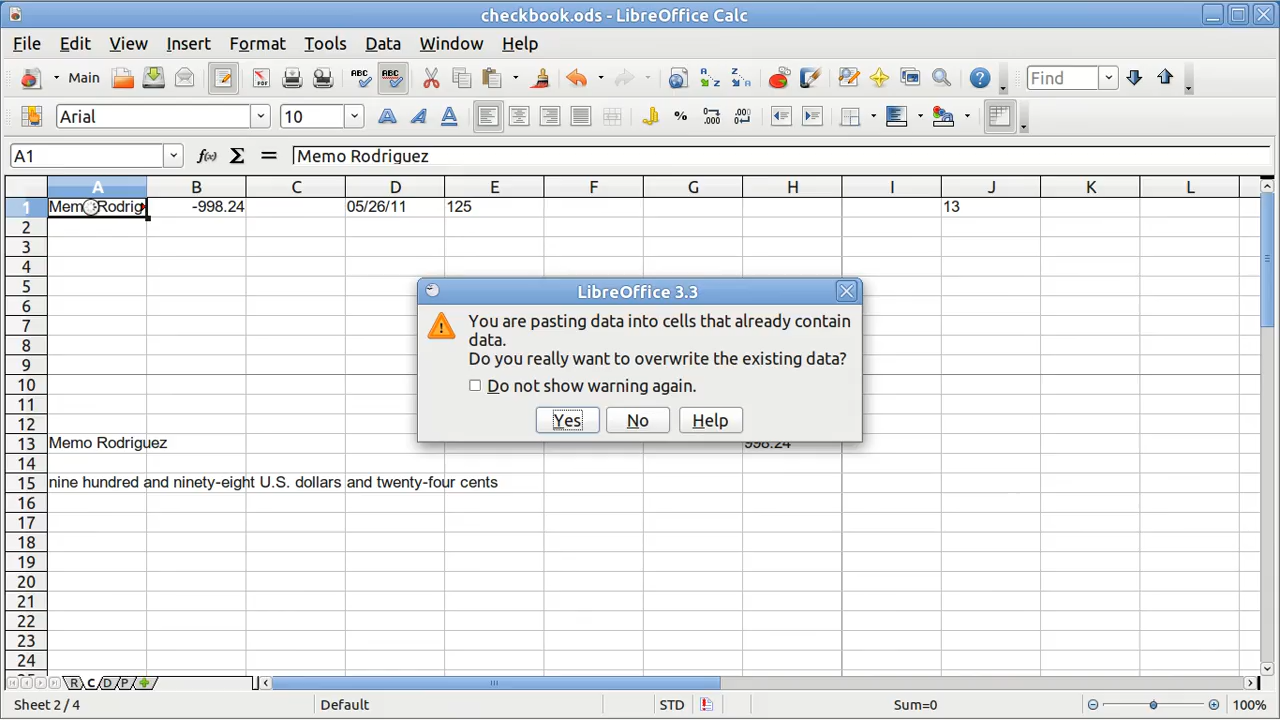 checkbook.ods - LibreOffice Calc
File Edit View Insert Format Tools Data Window Help
Main Find
Arial 10
A1 Memo Rodriguez
A B C D E F G H I J K L
1 Memo Rodrig -998.24 05/26/11 125 13
2
3
4
5
6
7
8
9
10
11
12
13 Memo Rodriguez 998.24
14
15 nine hundred and ninety-eight U.S. dollars and twenty-four cents
16
17
18
19
20
21
22
23
24
LibreOffice 3.3
You are pasting data into cells that already contain
data.
Do you really want to overwrite the existing data?
Do not show warning again.
Yes No Help
R C D P
Sheet 2 / 4 Default STD Sum=0 100%